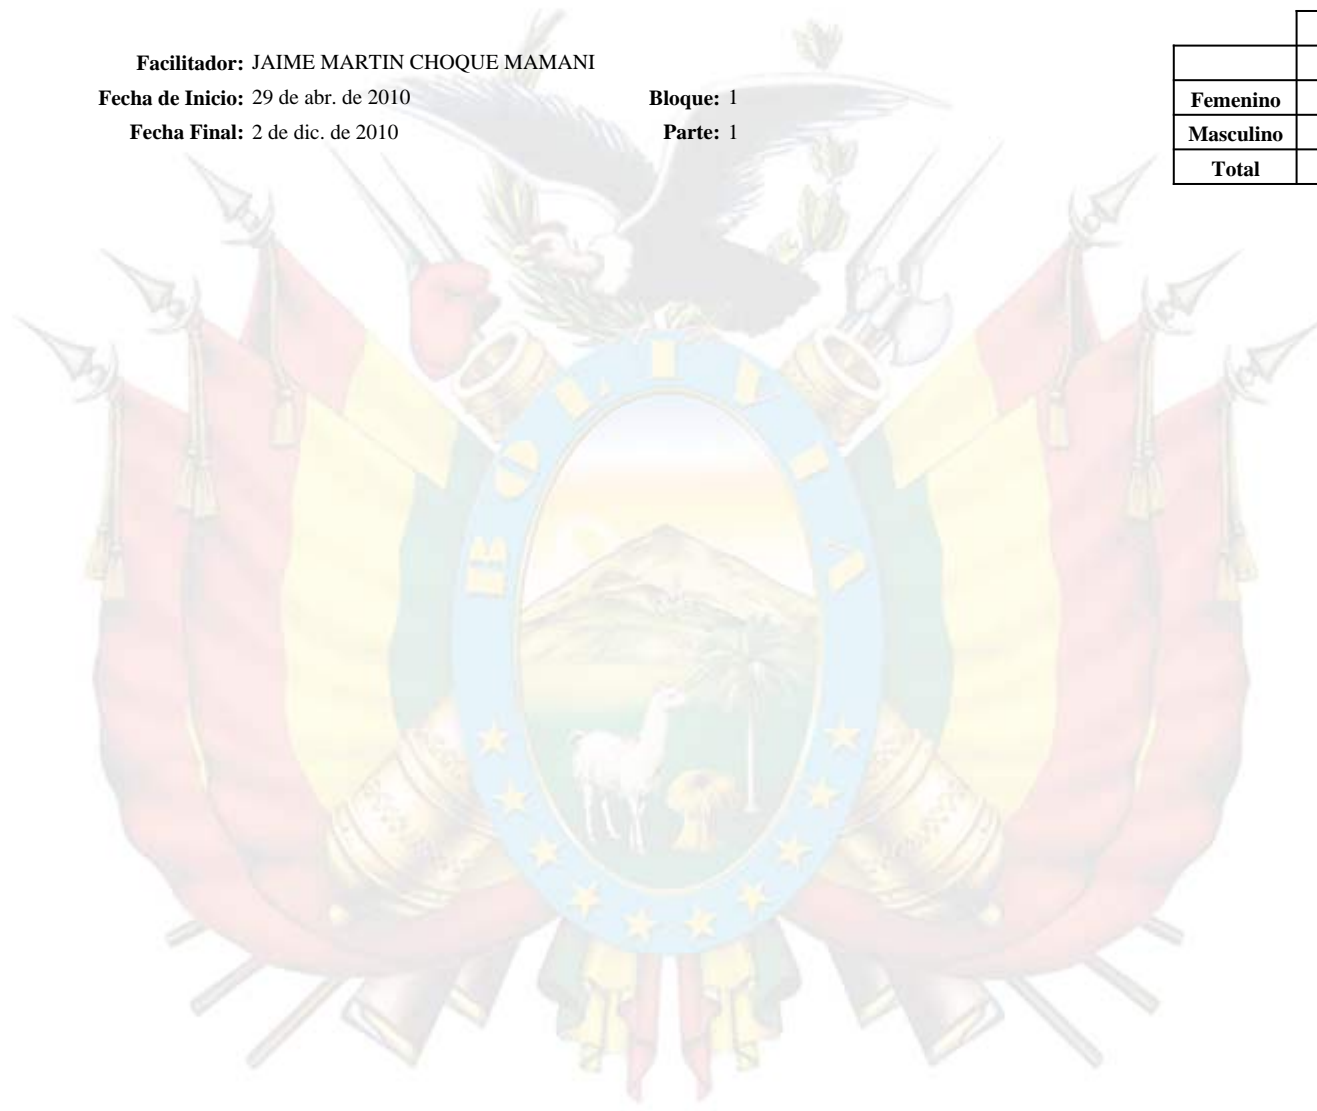 Facilitador: JAIME MARTIN CHOQUE MAMANI
Fecha de Inicio: 29 de abr. de 2010 Bloque: 1
Fecha Final: 2 de dic. de 2010 Parte: 1
Femenino
Masculino
Total
BOLIVIA